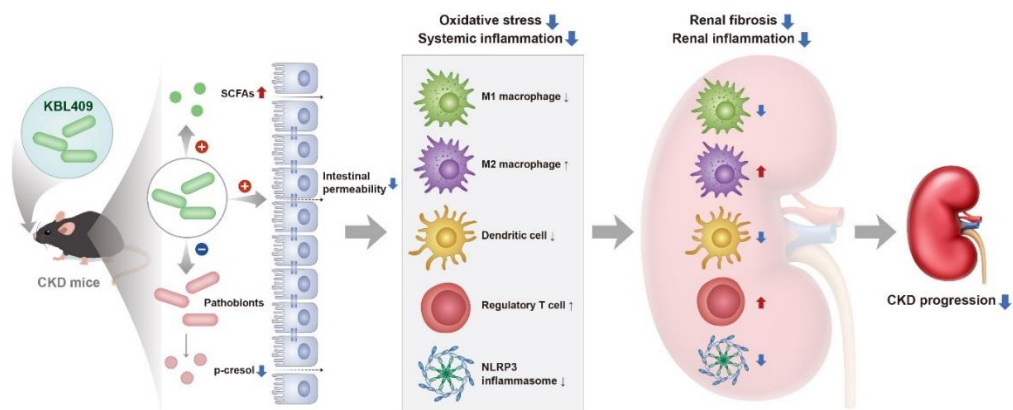 KBL409
CKD mice
SCFAs ⬆
+
+
−
Pathobionts
p-cresol ⬇
Intestinal
permeability ⬇
Oxidative stress ⬇
Systemic inflammation ⬇
M1 macrophage ↓
M2 macrophage ↑
Dendritic cell ↓
Regulatory T cell ↑
NLRP3
inflammasome ↓
Renal fibrosis ⬇
Renal inflammation ⬇
CKD progression ⬇